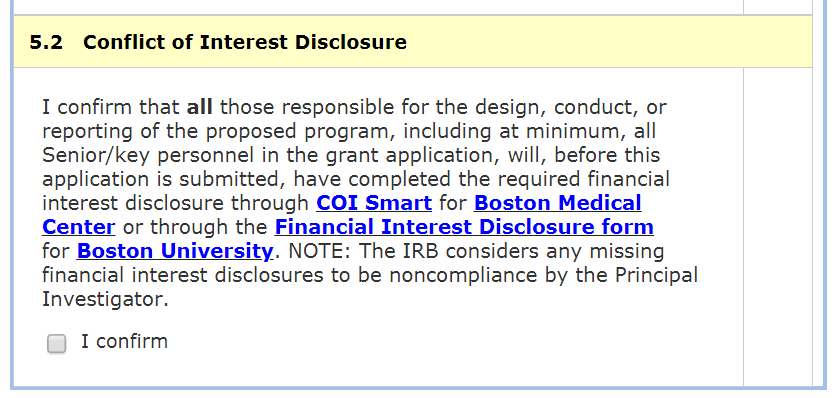 5.2 Conflict of Interest Disclosure
I confirm that all those responsible for the design, conduct, or
reporting of the proposed program, including at minimum, all
Senior/key personnel in the grant application, will, before this
application is submitted, have completed the required financial
interest disclosure through COI Smart for Boston Medical
Center or through the Financial Interest Disclosure form
for Boston University. NOTE: The IRB considers any missing
financial interest disclosures to be noncompliance by the Principal
Investigator.
I confirm